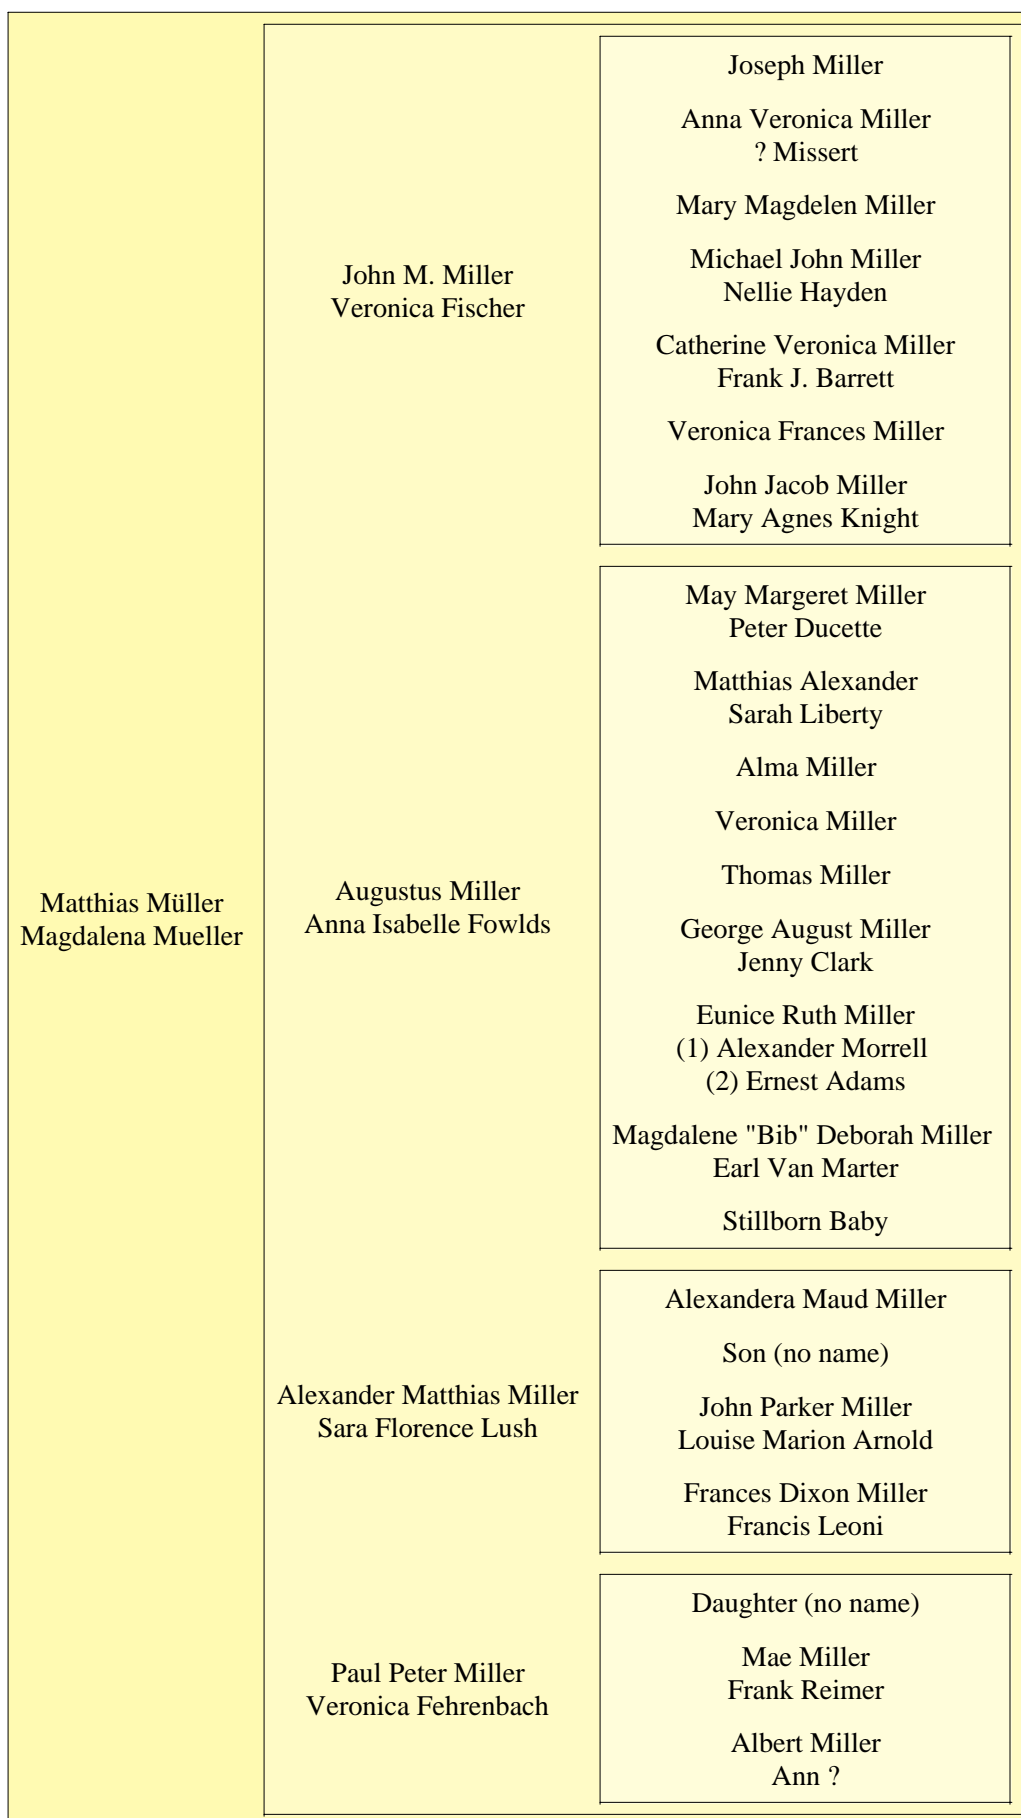 Matthias Müller
Magdalena Mueller
John M. Miller
Veronica Fischer
Joseph Miller
Anna Veronica Miller
? Missert
Mary Magdelen Miller
Michael John Miller
Nellie Hayden
Catherine Veronica Miller
Frank J. Barrett
Veronica Frances Miller
John Jacob Miller
Mary Agnes Knight
Augustus Miller
Anna Isabelle Fowlds
May Margeret Miller
Peter Ducette
Matthias Alexander
Sarah Liberty
Alma Miller
Veronica Miller
Thomas Miller
George August Miller
Jenny Clark
Eunice Ruth Miller
(1) Alexander Morrell
(2) Ernest Adams
Magdalene "Bib" Deborah Miller
Earl Van Marter
Stillborn Baby
Alexander Matthias Miller
Sara Florence Lush
Alexandera Maud Miller
Son (no name)
John Parker Miller
Louise Marion Arnold
Frances Dixon Miller
Francis Leoni
Paul Peter Miller
Veronica Fehrenbach
Daughter (no name)
Mae Miller
Frank Reimer
Albert Miller
Ann ?